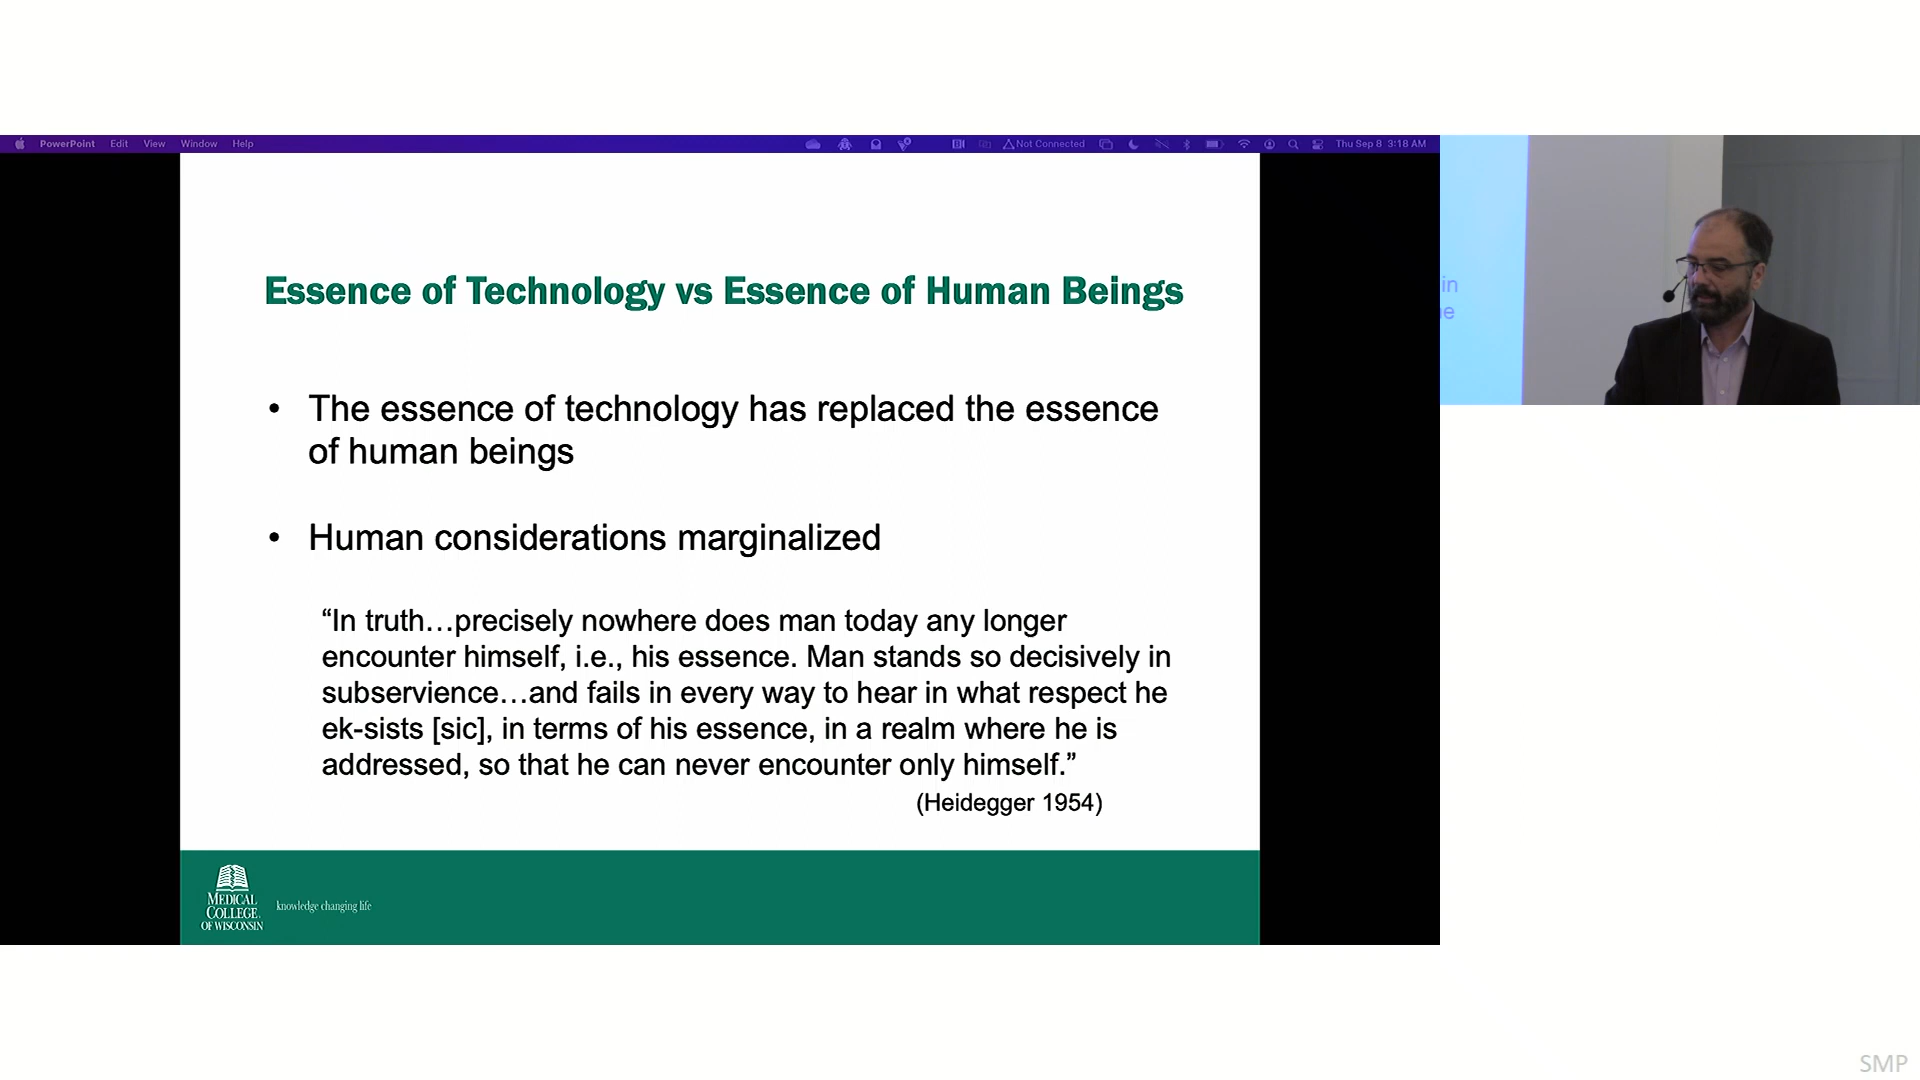 PowerPoint Edit View Window Help Not Connected Thu Sep 8 3:18 AM
Essence of Technology vs Essence of Human Beings
• The essence of technology has replaced the essence
of human beings
• Human considerations marginalized
“In truth…precisely nowhere does man today any longer
encounter himself, i.e., his essence. Man stands so decisively in
subservience…and fails in every way to hear in what respect he
ek-sists [sic], in terms of his essence, in a realm where he is
addressed, so that he can never encounter only himself.”
(Heidegger 1954)
MEDICAL
COLLEGE
OF WISCONSIN
knowledge changing life
in
e
SMP